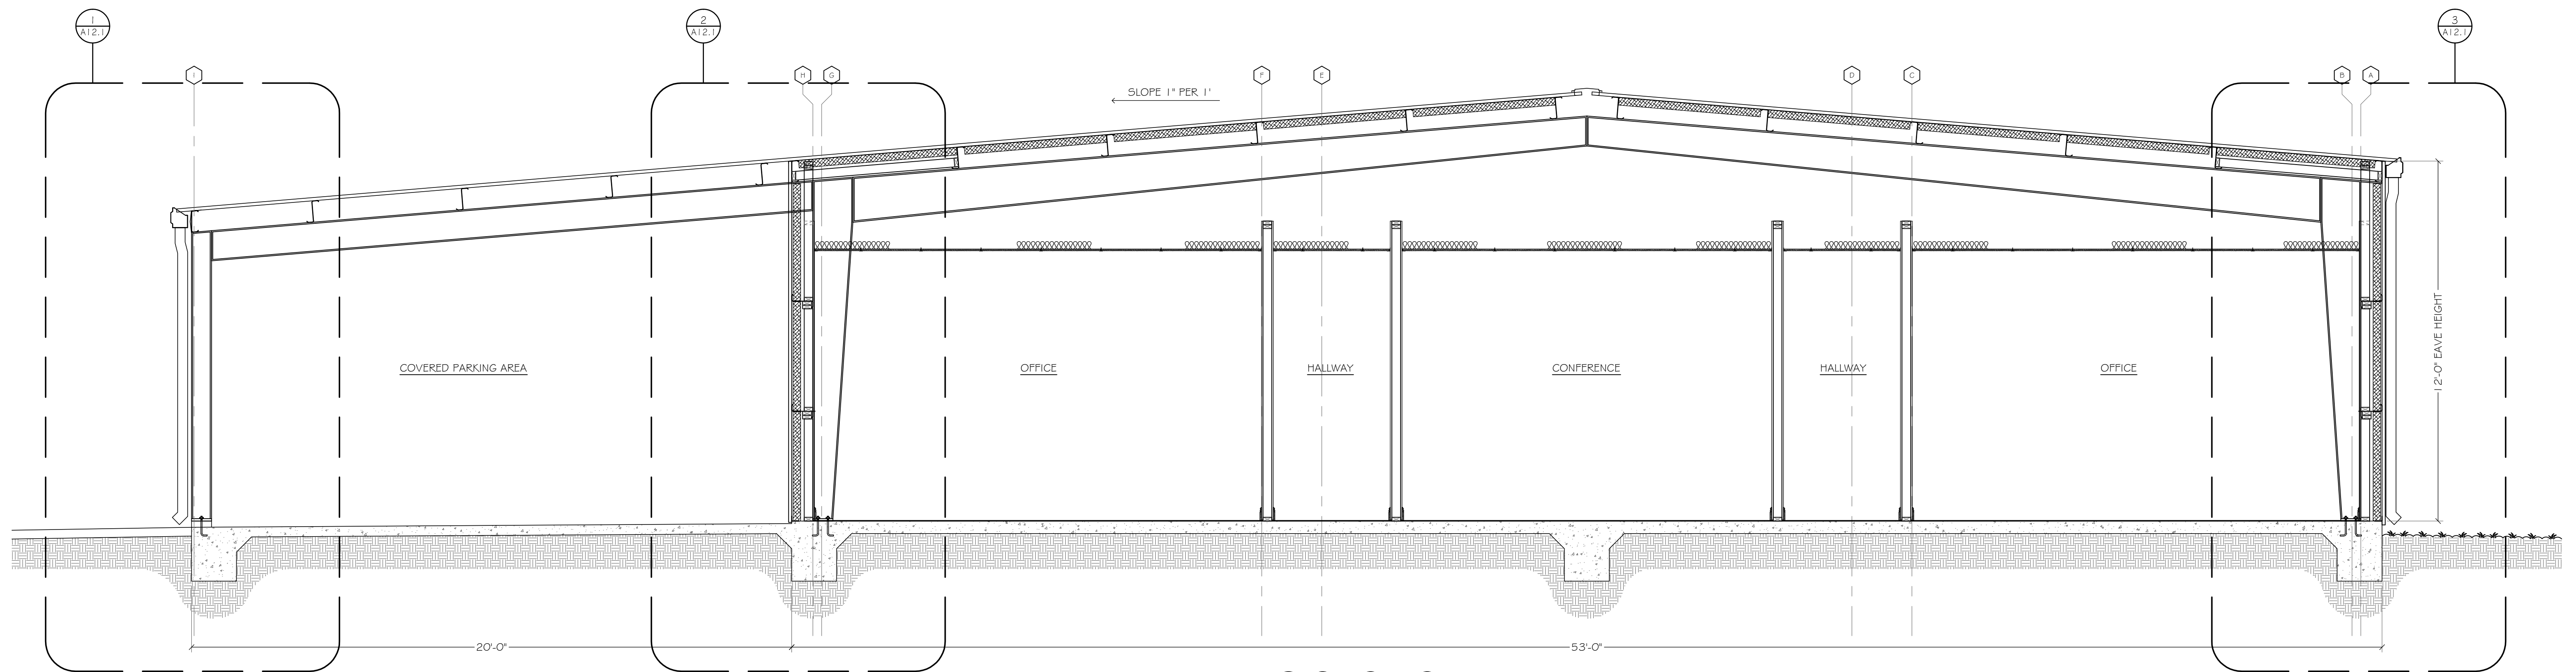 1
A12.1
2
A12.1
3
A12.1
I
H
G
F
E
D
C
B
A
SLOPE 1" PER 1'
COVERED PARKING AREA
OFFICE
HALLWAY
CONFERENCE
HALLWAY
OFFICE
12'-0" EAVE HEIGHT
20'-0"
53'-0"